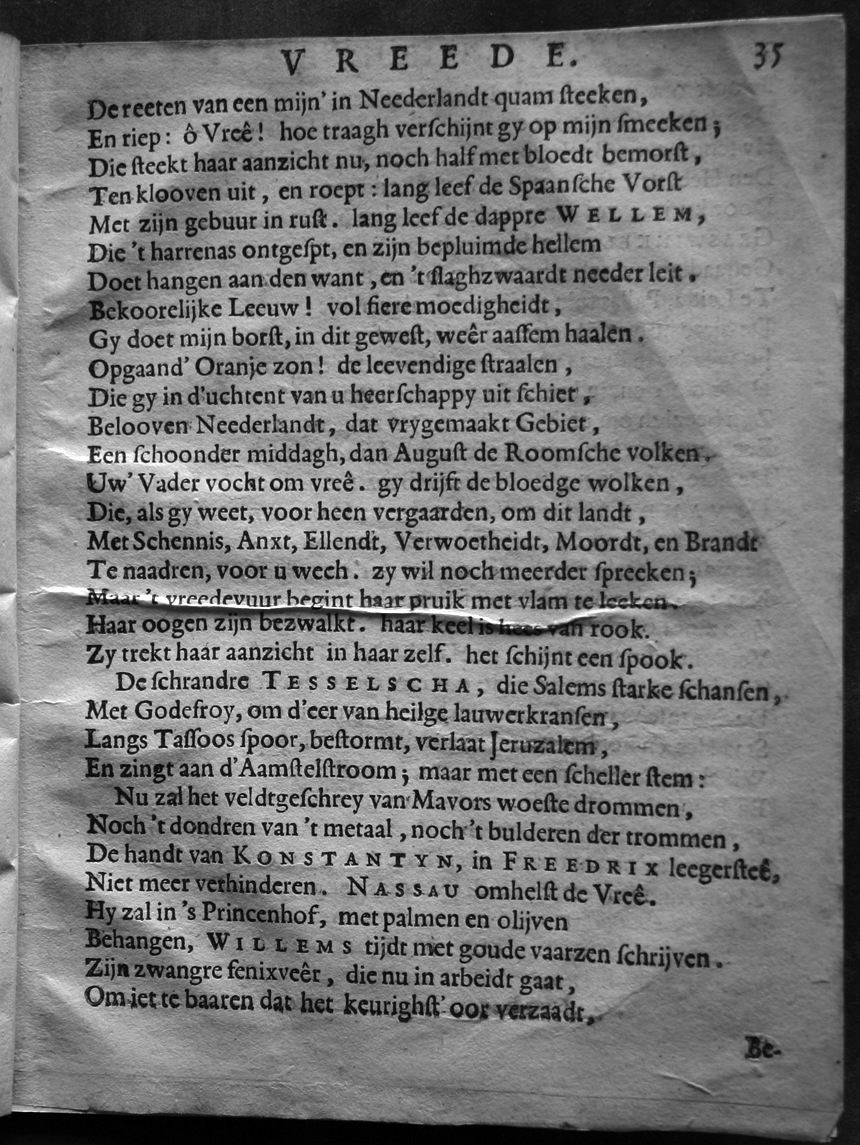 VREEDE. 35
De reeten van een mijn' in Neederlandt quam ſteeken,
En riep: ô Vreê! hoe traagh verſchijnt gy op mijn ſmeeken;
Die ſteekt haar aanzicht nu, noch half met bloedt bemorſt,
Ten klooven uit, en roept: lang leef de Spaanſche Vorſt
Met zijn gebuur in ruſt. lang leef de dappre WELLEM,
Die 't harrenas ontgeſpt, en zijn bepluimde hellem
Doet hangen aan den want, en 't ſlaghzwaardt needer leit.
Bekoorelijke Leeuw! vol fiere moedigheidt,
Gy doet mijn borſt, in dit geweſt, weêr aaſſem haalen.
Opgaand' Oranje zon! de leevendige ſtraalen,
Die gy in d'uchtent van u heerſchappy uit ſchiet,
Belooven Neederlandt, dat vrygemaakt Gebiet,
Een ſchoonder middagh, dan Auguſt de Roomſche volken.
Uw' Vader vocht om vreê. gy drijft de bloedge wolken,
Die, als gy weet, voor heen vergaarden, om dit landt,
Met Schennis, Anxt, Ellendt, Verwoetheidt, Moordt, en Brandt
Te naadren, voor u wech. zy wil noch meerder ſpreeken;
Maar 't vreedevuur begint haar pruik met vlam te leeken.
Haar oogen zijn bezwalkt. haar keel is hees van rook.
Zy trekt haar aanzicht in haar zelf. het ſchijnt een ſpook.
De ſchrandre TESSELSCHA, die Salems ſtarke ſchanſen,
Met Godefroy, om d'eer van heilge lauwerkranſen,
Langs Taſſoos ſpoor, beſtormt, verlaat Jeruzalem,
En zingt aan d'Aamſtelſtroom; maar met een ſcheller ſtem:
Nu zal het veldtgeſchrey van Mavors woeſte drommen,
Noch 't dondren van 't metaal, noch 't bulderen der trommen,
De handt van KONSTANTYN, in FREEDRIX leegerſteê,
Niet meer verhinderen. NASSAU omhelſt de Vreê.
Hy zal in 's Princenhof, met palmen en olijven
Behangen, WILLEMS tijdt met goude vaarzen ſchrijven.
Zijn zwangre fenixveêr, die nu in arbeidt gaat,
Om iet te baaren dat het keurighſt' oor verzaadt,
Be-